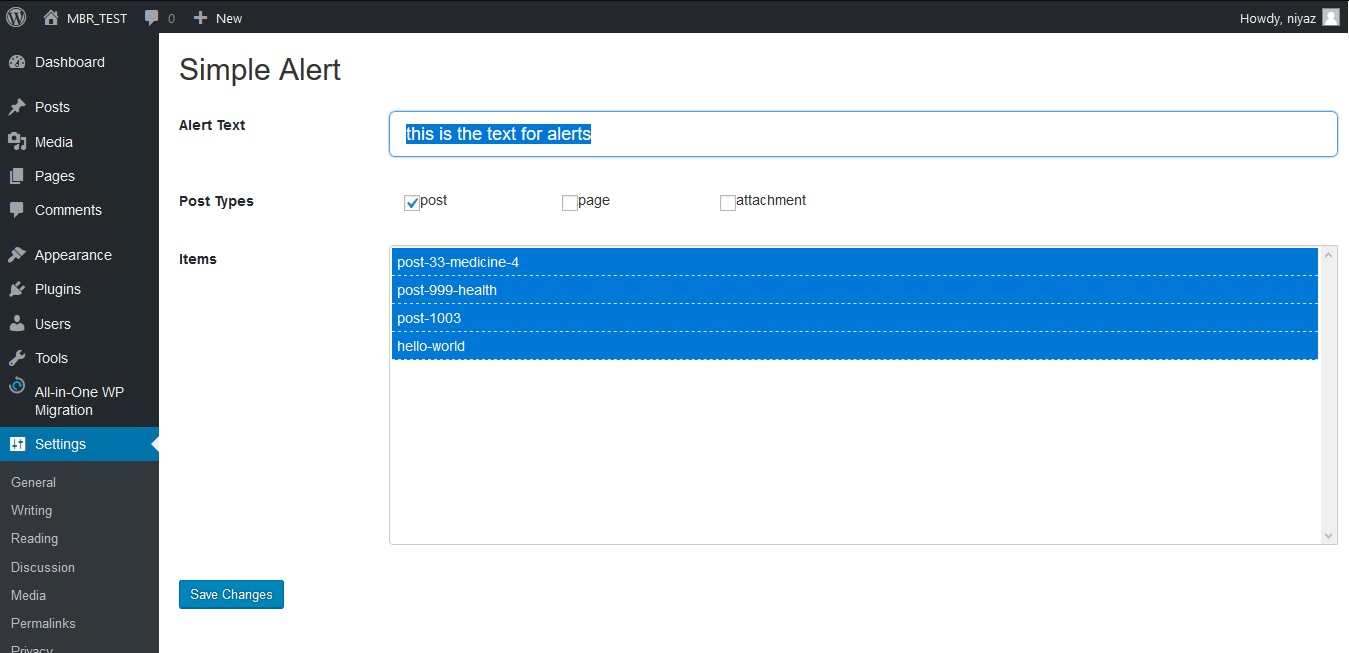 MBR_TEST 0 New Howdy, niyaz
Dashboard
Posts
Media
Pages
Comments
Appearance
Plugins
Users
Tools
All-in-One WP
Migration
Settings
General
Writing
Reading
Discussion
Media
Permalinks
Privacy
Simple Alert
Alert Text this is the text for alerts
Post Types post page attachment
Items
post-33-medicine-4
post-999-health
post-1003
hello-world
Save Changes